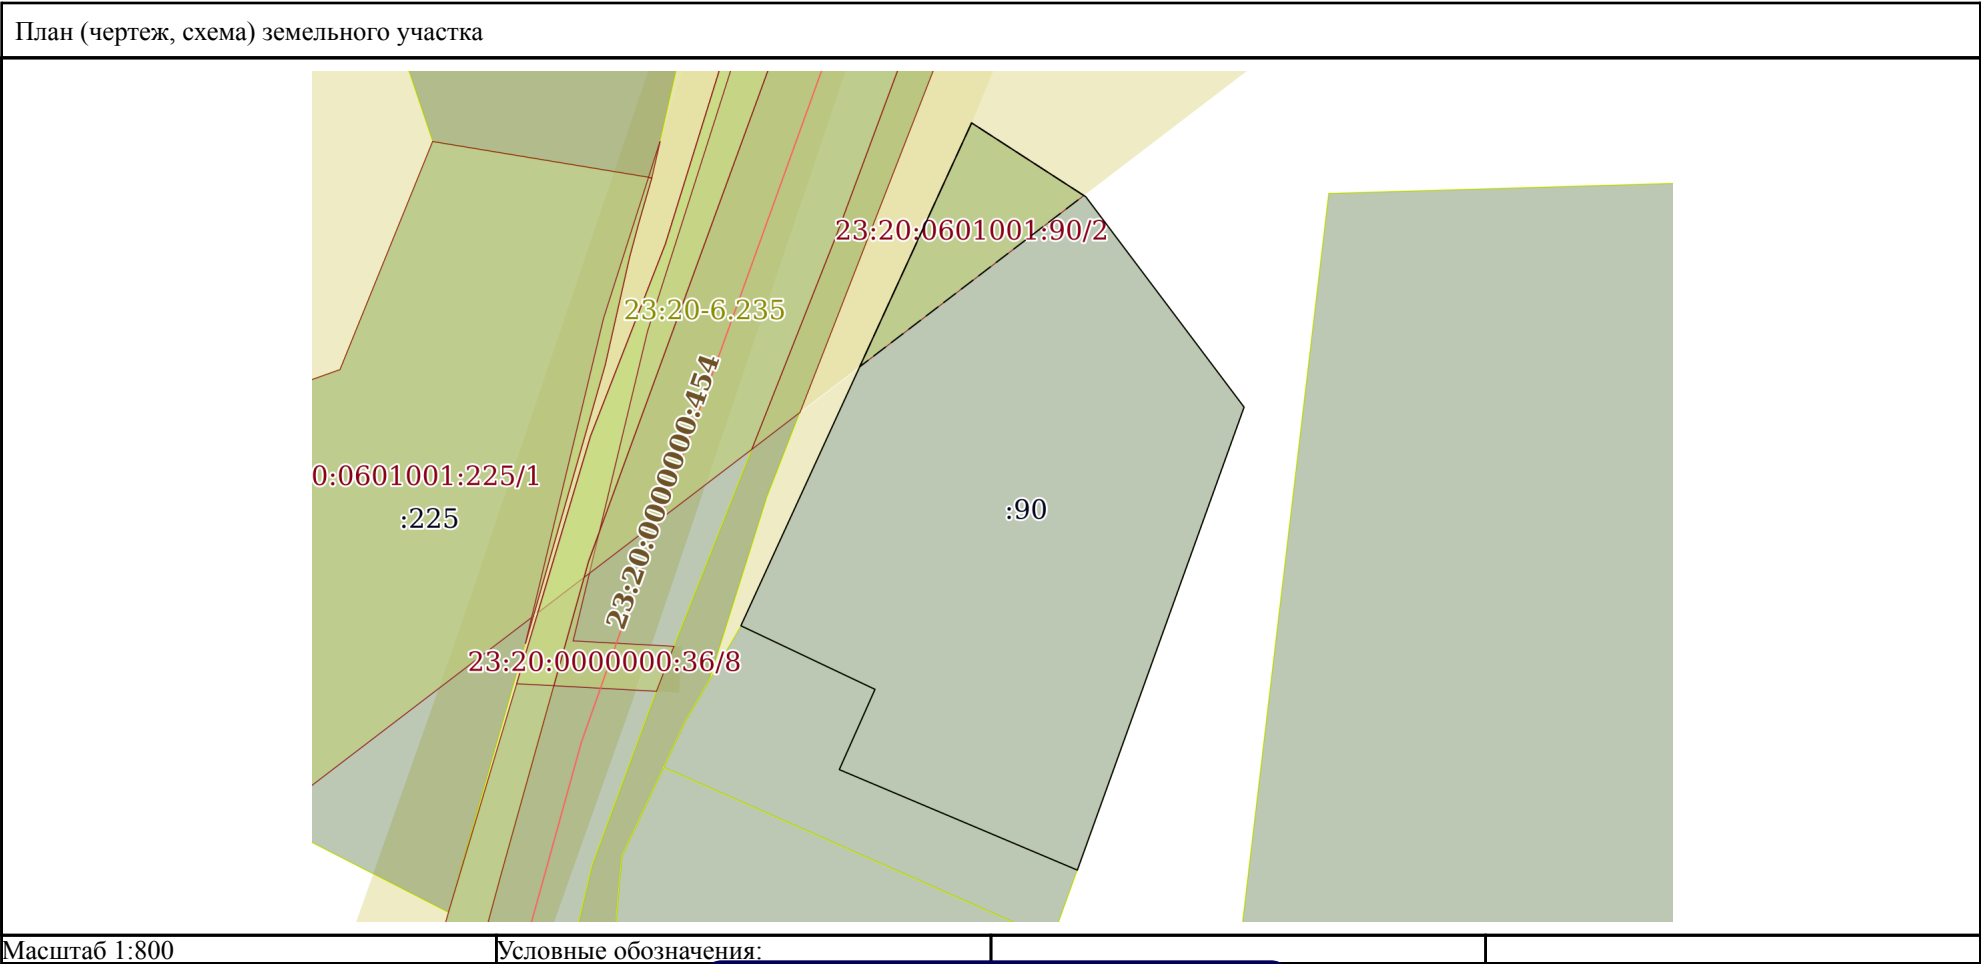 План (чертеж, схема) земельного участка
23:20:0601001:90/2
23:20-6.235
23:20:0000000:454
0:0601001:225/1
:225
:90
23:20:0000000:36/8
Масштаб 1:800
Условные обозначения: